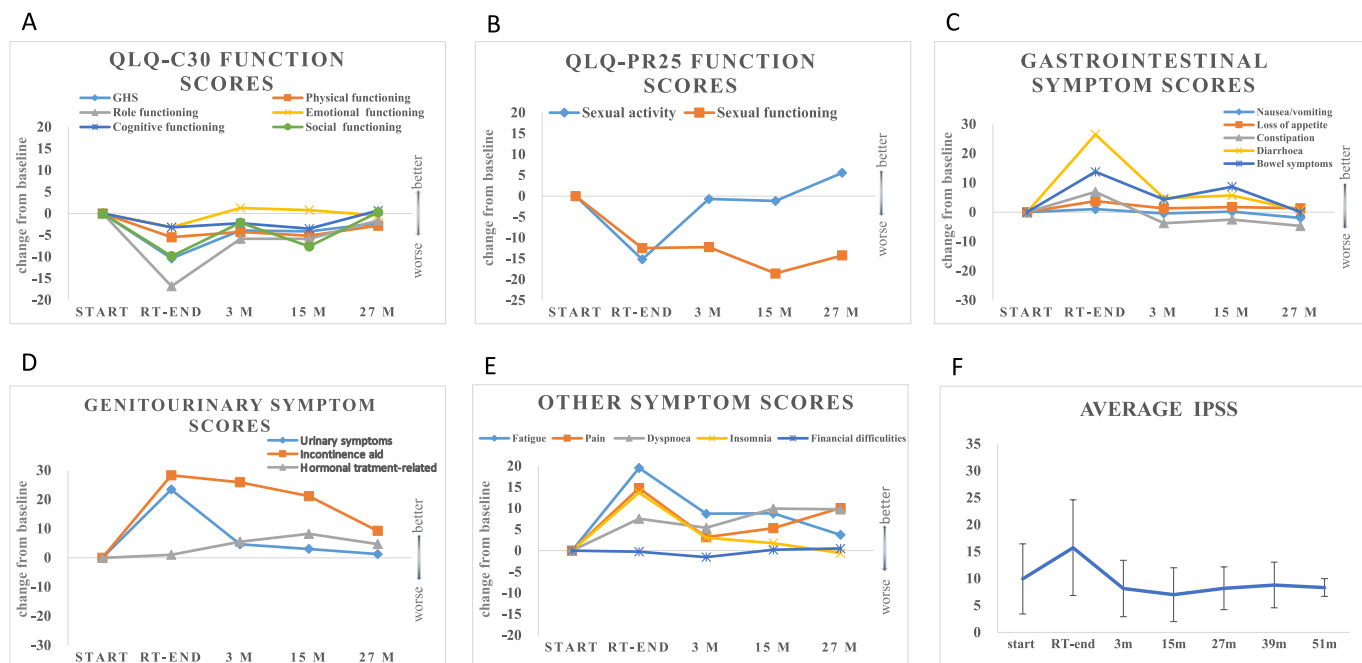 A
QLQ-C30 FUNCTION
SCORES
GHS
Physical functioning
Role functioning
Emotional functioning
Cognitive functioning
Social functioning
change from baseline
20
15
10
5
0
-5
-10
-15
-20
START
RT-END
3 M
15 M
27 M
better
worse
B
QLQ-PR25 FUNCTION
SCORES
Sexual activity
Sexual functioning
change from baseline
20
15
10
5
0
-5
-10
-15
-20
-25
START
RT-END
3 M
15 M
27 M
better
worse
C
GASTROINTESTINAL
SYMPTOM SCORES
Nausea/vomiting
Loss of appetite
Constipation
Diarrhoea
Bowel symptoms
change from baseline
30
20
10
0
-10
-20
-30
START
RT-END
3 M
15 M
27 M
better
worse
D
GENITOURINARY SYMPTOM
SCORES
Urinary symptoms
Incontinence aid
Hormonal tratment-related
change from baseline
30
20
10
0
-10
-20
-30
START
RT-END
3 M
15 M
27 M
better
worse
E
OTHER SYMPTOM SCORES
Fatigue
Pain
Dyspnoea
Insomnia
Financial difficulties
change from baseline
20
15
10
5
0
-5
-10
-15
-20
START
RT-END
3 M
15 M
27 M
better
worse
F
AVERAGE IPSS
35
30
25
20
15
10
5
0
start
RT-end
3m
15m
27m
39m
51m